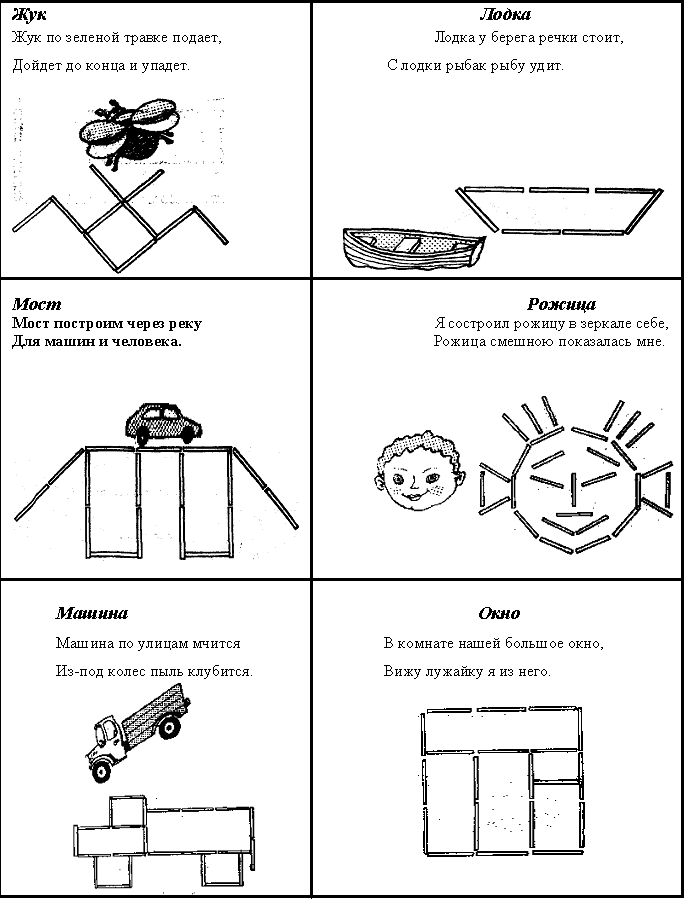 Жук
Жук по зеленой травке подает,
Дойдет до конца и упадет.
Лодка
Лодка у берега речки стоит,
С лодки рыбак рыбу удит.
Мост
Мост построим через реку
Для машин и человека.
Рожица
Я состроил рожицу в зеркале себе,
Рожица смешною показалась мне.
Машина
Машина по улицам мчится
Из-под колес пыль клубится.
Окно
В комнате нашей большое окно,
Вижу лужайку я из него.